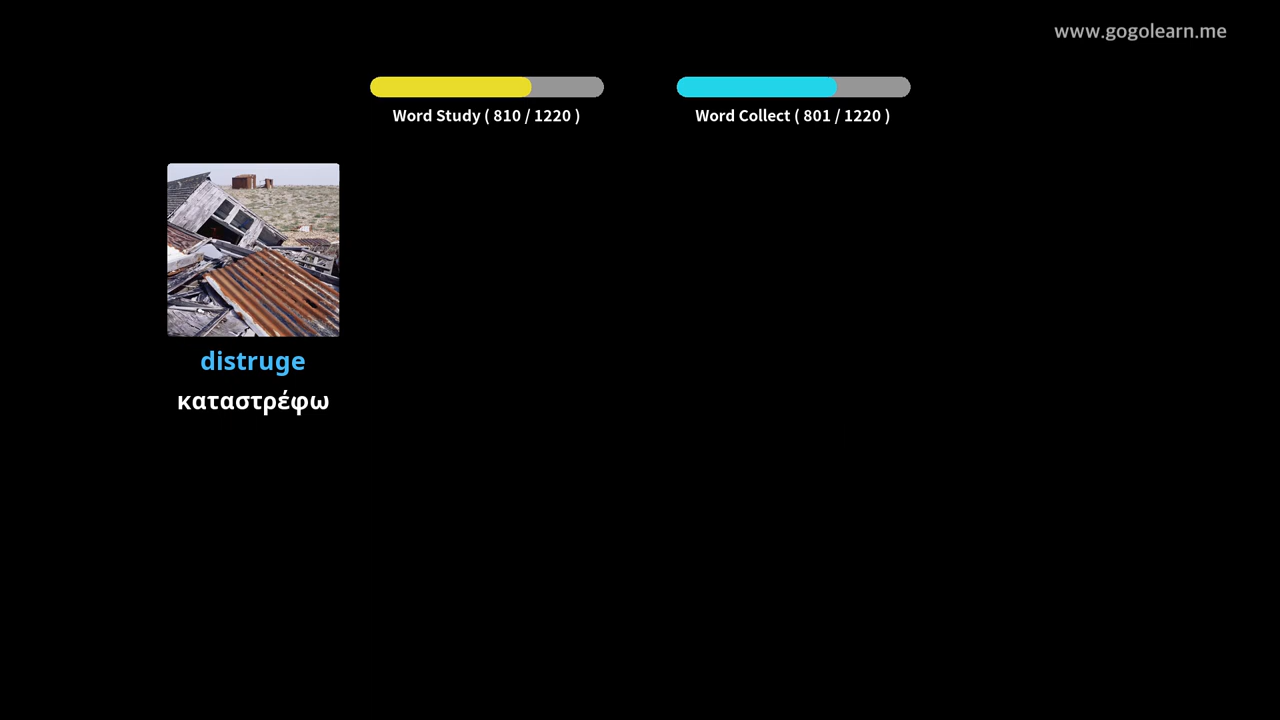 www.gogolearn.me
Word Study ( 810 / 1220 )
Word Collect ( 801 / 1220 )
distruge
καταστρέφω